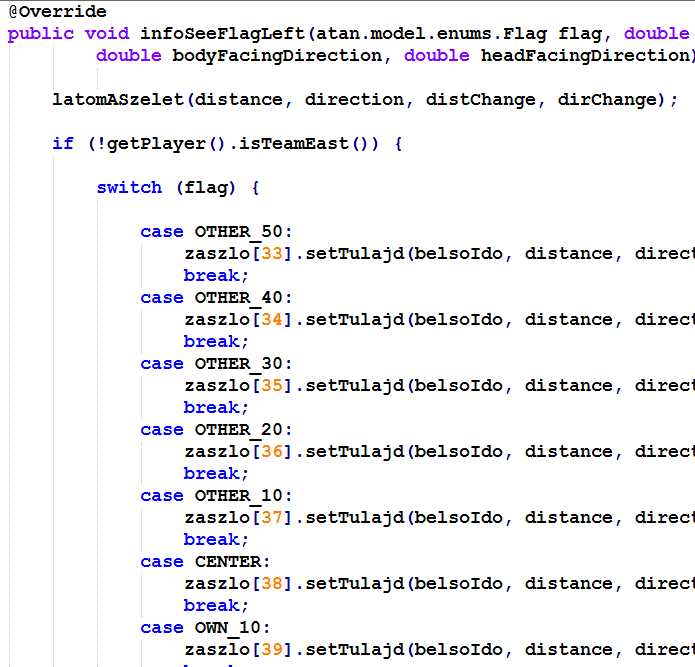 @Override
public void infoSeeFlagLeft(atan.model.enums.Flag flag, double
double bodyFacingDirection, double headFacingDirection)
latomASzelet(distance, direction, distChange, dirChange);
if (!getPlayer().isTeamEast()) {
switch (flag) {
case OTHER_50:
zaszlo[33].setTulajd(belsoIdo, distance, direct
break;
case OTHER_40:
zaszlo[34].setTulajd(belsoIdo, distance, direct
break;
case OTHER_30:
zaszlo[35].setTulajd(belsoIdo, distance, direct
break;
case OTHER_20:
zaszlo[36].setTulajd(belsoIdo, distance, direct
break;
case OTHER_10:
zaszlo[37].setTulajd(belsoIdo, distance, direct
break;
case CENTER:
zaszlo[38].setTulajd(belsoIdo, distance, direct
break;
case OWN_10:
zaszlo[39].setTulajd(belsoIdo, distance, direct